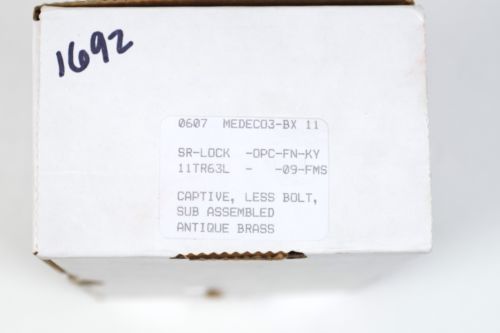 1692
0607 MEDECO3-BX 11
SR-LOCK -OPC-FN-KY
11TR63L - -09-FMS
CAPTIVE, LESS BOLT,
SUB ASSEMBLED
ANTIQUE BRASS